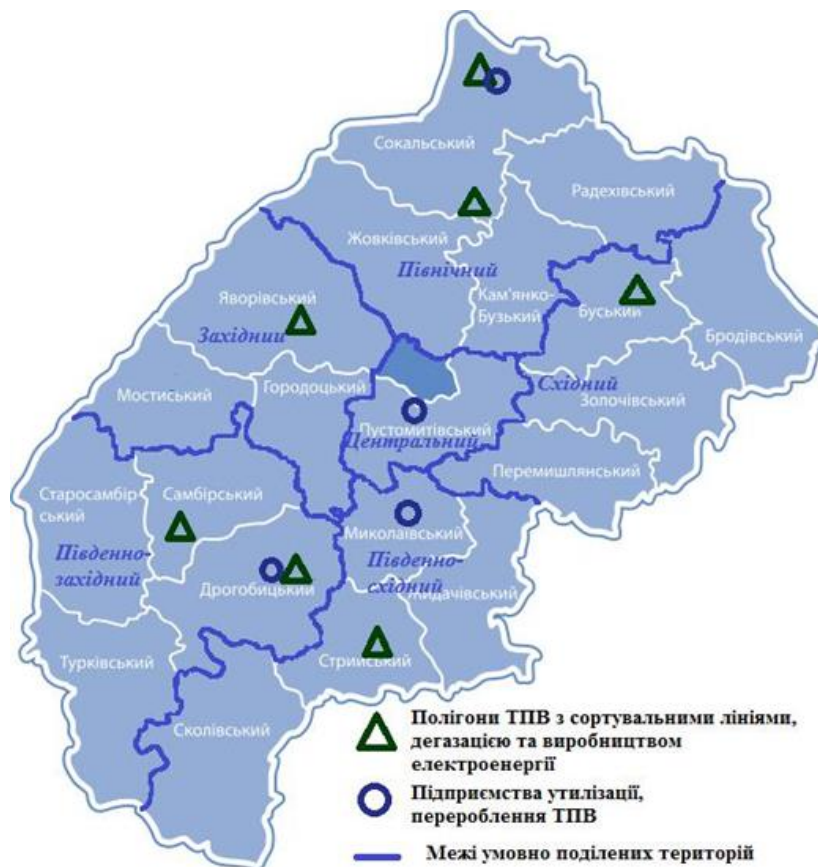 Сокальський
Радехівський
Жовківський
Північний
Кам'янко-
Бузький
Яворівський
Західний
Буський
Бродівський
Мостиський
Городоцький
Східний
Золочівський
Пустомитівський
Центральний
Перемишлянський
Старосамбір
ський
Самбірський
Миколаївський
Південно-
західний
Південно-
східний
Жидачівський
Дрогобицький
Турківський
Стрийський
Сколівський
Полігони ТПВ з сортувальними лініями,
дегазацією та виробництвом
електроенергії
Підприємства утилізації,
перероблення ТПВ
Межі умовно поділених територій